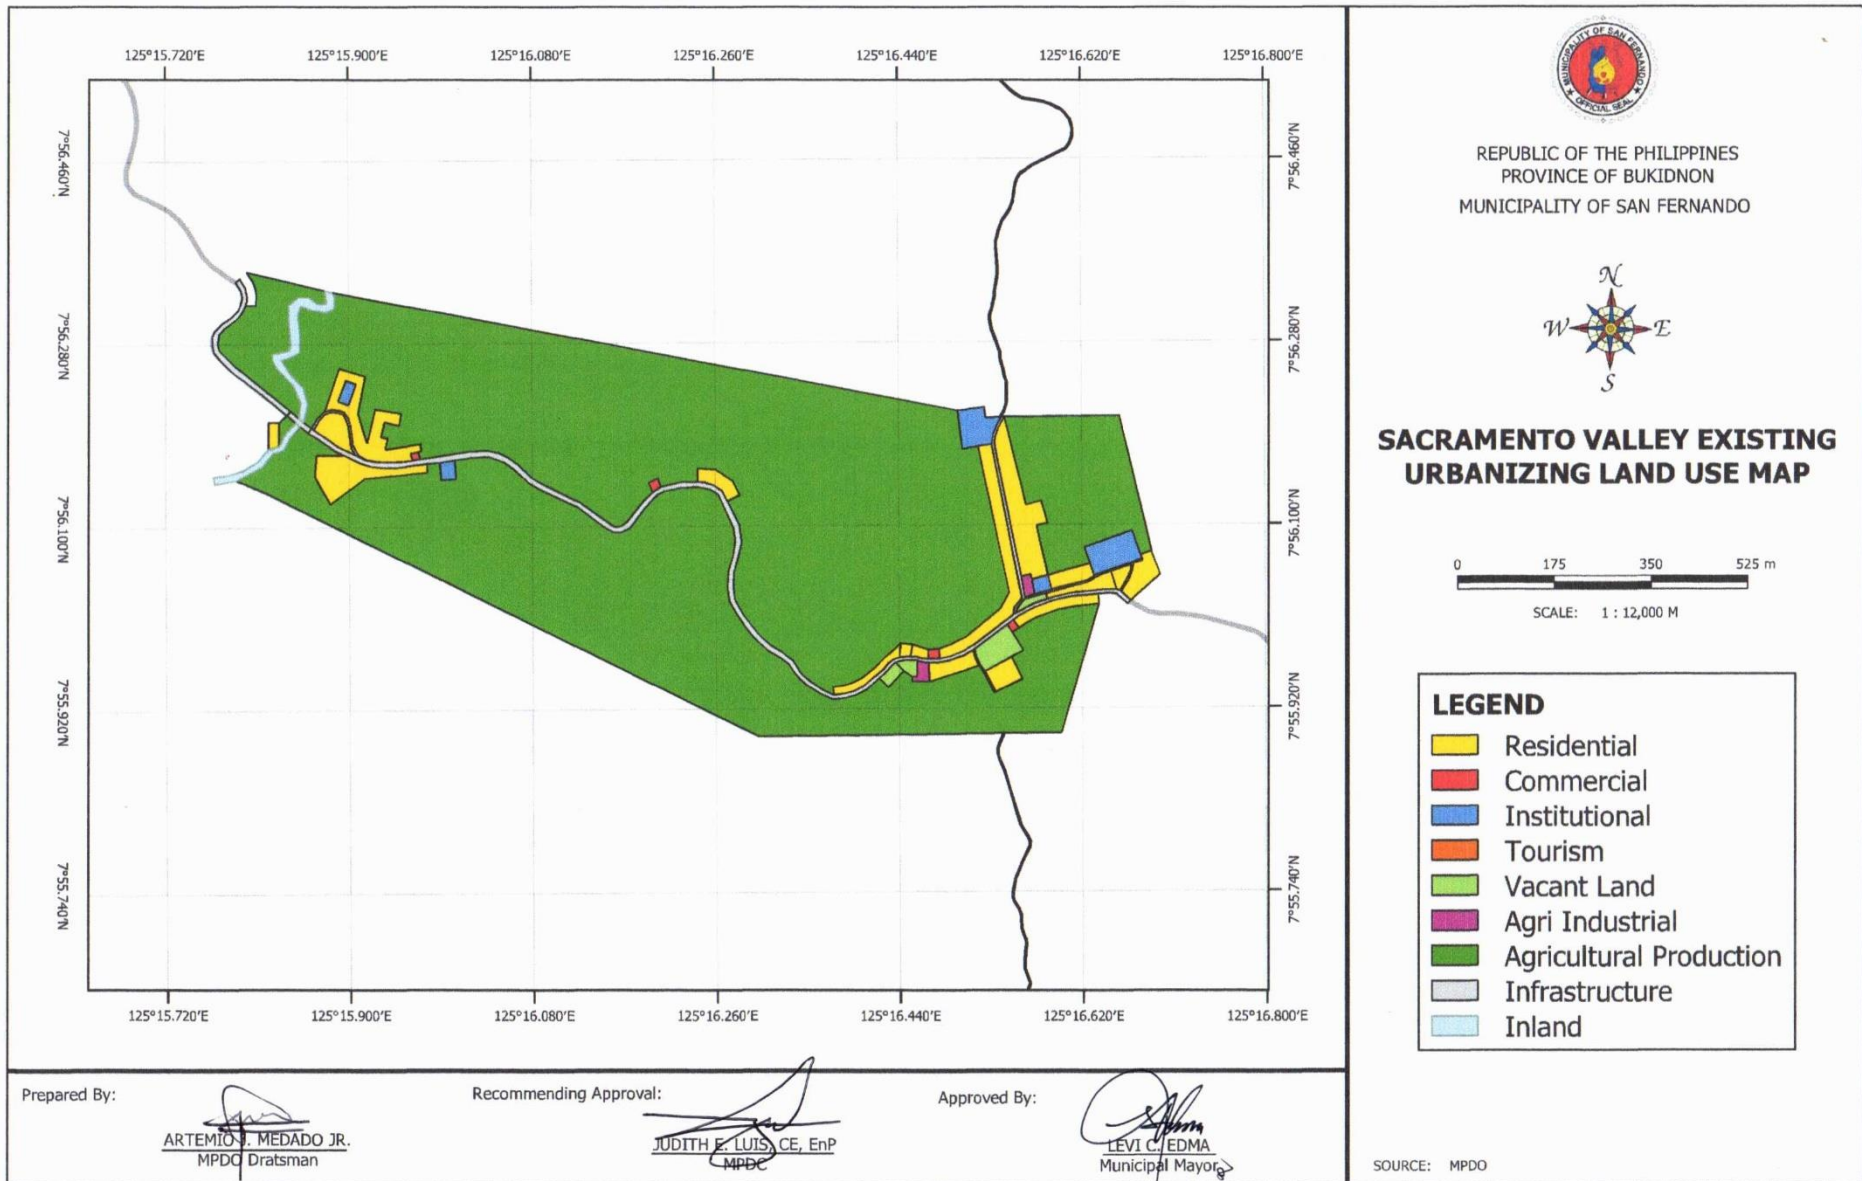 125°15.720'E 125°15.900'E 125°16.080'E 125°16.260'E 125°16.440'E 125°16.620'E 125°16.800'E
7°56.460'N
7°56.280'N
7°56.100'N
7°55.920'N
7°55.740'N
7°56.460'N
7°56.280'N
7°56.100'N
7°55.920'N
7°55.740'N
125°15.720'E 125°15.900'E 125°16.080'E 125°16.260'E 125°16.440'E 125°16.620'E 125°16.800'E
Prepared By:
ARTEMIO J. MEDADO JR.
MPDO Dratsman
Recommending Approval:
JUDITH E. LUIS, CE, EnP
MPDC
Approved By:
LEVI C. EDMA
Municipal Mayor
MUNICIPALITY OF SAN FERNANDO
OFFICIAL SEAL
REPUBLIC OF THE PHILIPPINES
PROVINCE OF BUKIDNON
MUNICIPALITY OF SAN FERNANDO
N
W E
S
SACRAMENTO VALLEY EXISTING
URBANIZING LAND USE MAP
0 175 350 525 m
SCALE: 1 : 12,000 M
LEGEND
Residential
Commercial
Institutional
Tourism
Vacant Land
Agri Industrial
Agricultural Production
Infrastructure
Inland
SOURCE: MPDO